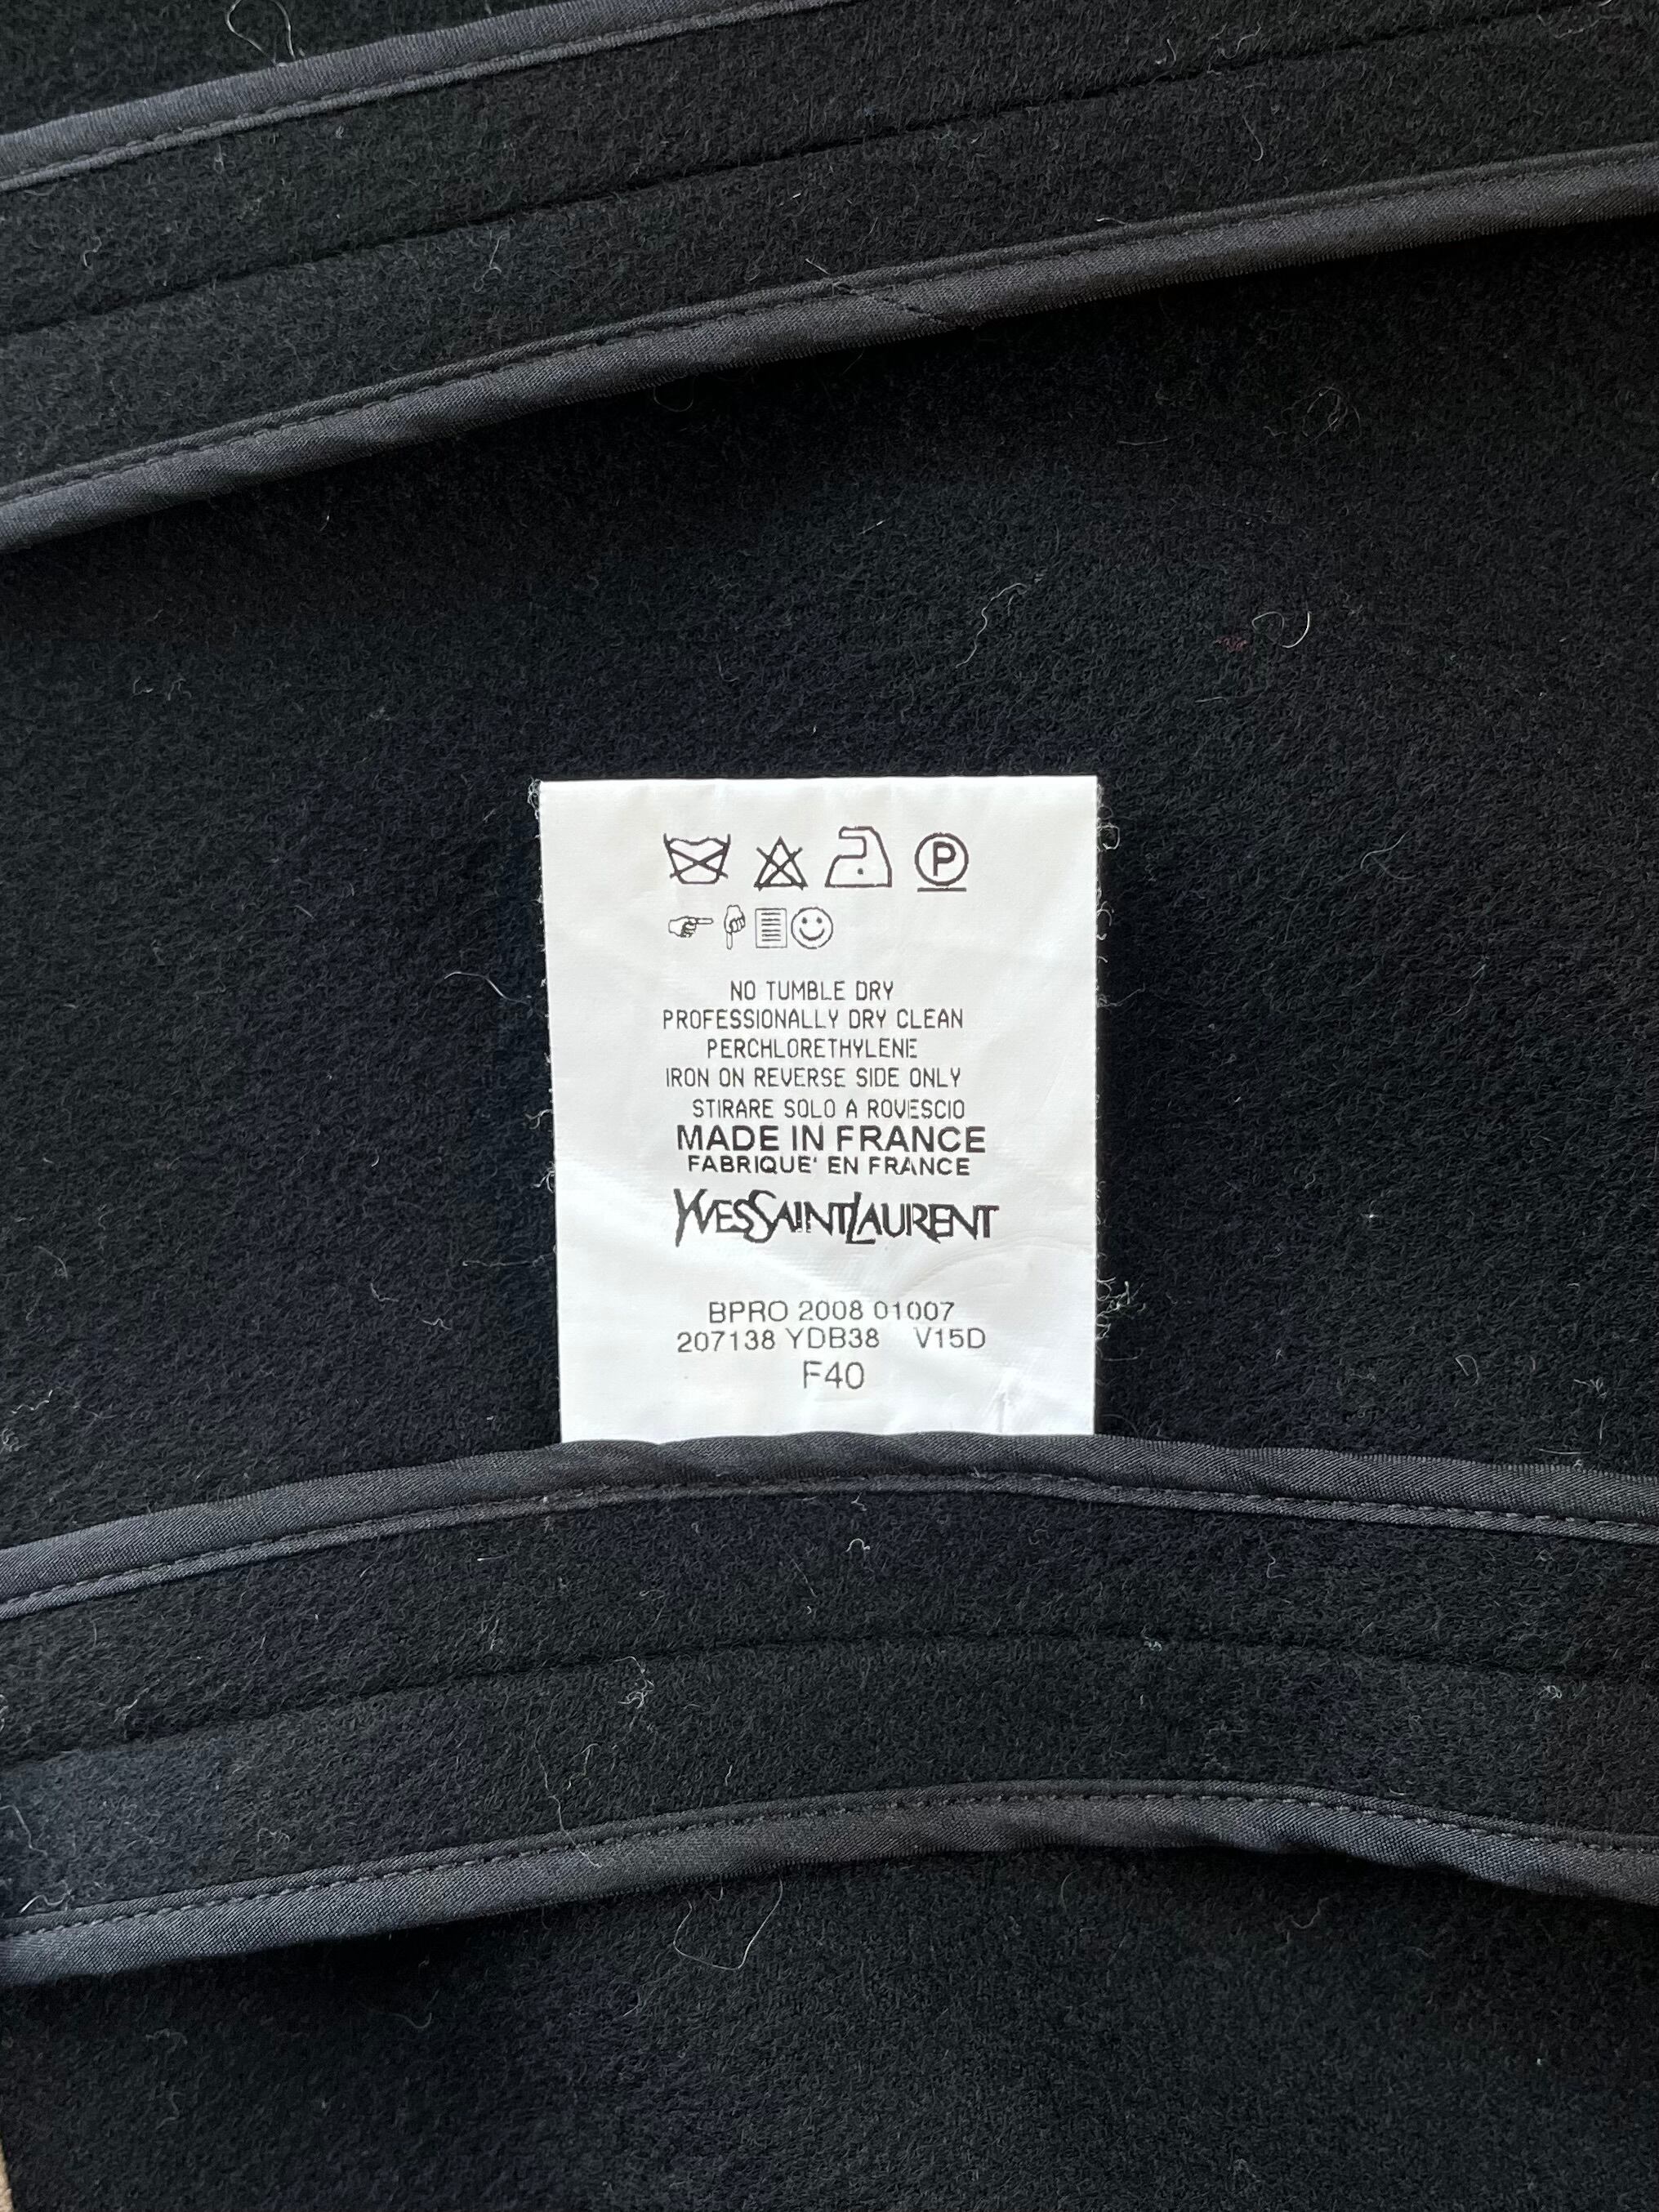 P
NO TUMBLE DRY
PROFESSIONALLY DRY CLEAN
PERCHLORETHYLENE
IRON ON REVERSE SIDE ONLY
STIRARE SOLO A ROVESCIO
MADE IN FRANCE
FABRIQUE' EN FRANCE
YVESSAINTLAURENT
BPRO 2008 01007
207138 YDB38 V15D
F40